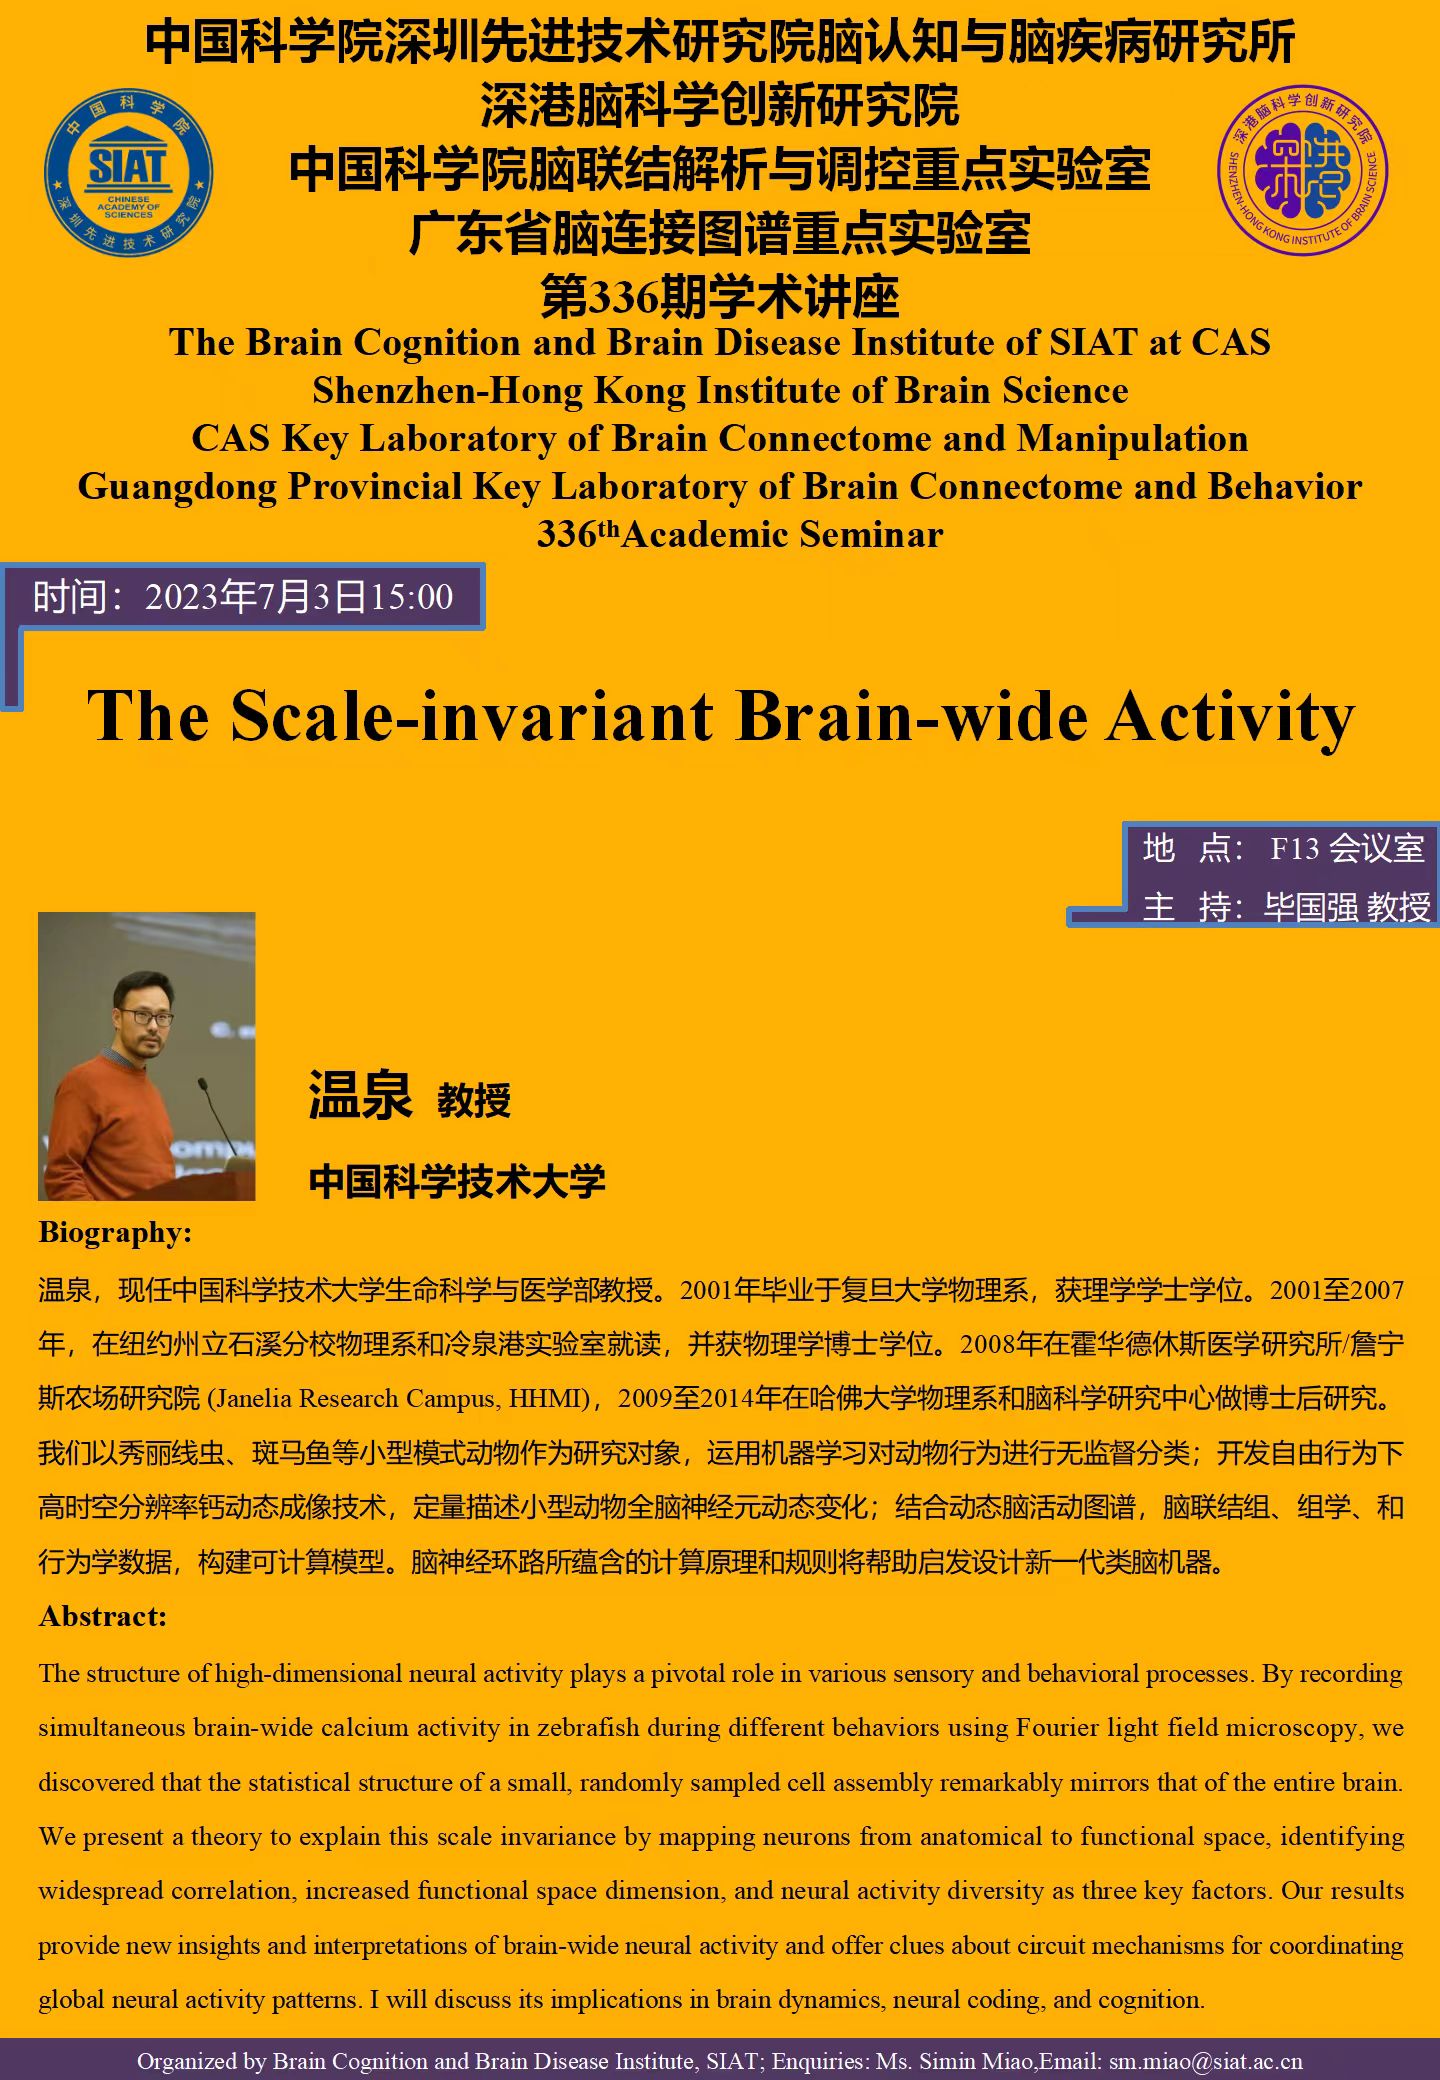 中国科学院深圳先进技术研究院脑认知与脑疾病研究所
深港脑科学创新研究院
中国科学院脑联结解析与调控重点实验室
广东省脑连接图谱重点实验室
第336期学术讲座
中国科学院
SIAT
CHINESE
ACADEMY OF
SCIENCES
深圳先进技术研究院
深港脑科学创新研究院
深港
SHENZHEN-HONG KONG INSTITUTE OF BRAIN SCIENCE
The Brain Cognition and Brain Disease Institute of SIAT at CAS
Shenzhen-Hong Kong Institute of Brain Science
CAS Key Laboratory of Brain Connectome and Manipulation
Guangdong Provincial Key Laboratory of Brain Connectome and Behavior
336thAcademic Seminar
时间：2023年7月3日15:00
The Scale-invariant Brain-wide Activity
地 点： F13 会议室
主 持：毕国强 教授
温泉 教授
中国科学技术大学
Biography:
温泉，现任中国科学技术大学生命科学与医学部教授。2001年毕业于复旦大学物理系，获理学学士学位。2001至2007
年，在纽约州立石溪分校物理系和冷泉港实验室就读，并获物理学博士学位。2008年在霍华德休斯医学研究所/詹宁
斯农场研究院 (Janelia Research Campus, HHMI)，2009至2014年在哈佛大学物理系和脑科学研究中心做博士后研究。
我们以秀丽线虫、斑马鱼等小型模式动物作为研究对象，运用机器学习对动物行为进行无监督分类；开发自由行为下
高时空分辨率钙动态成像技术，定量描述小型动物全脑神经元动态变化；结合动态脑活动图谱，脑联结组、组学、和
行为学数据，构建可计算模型。脑神经环路所蕴含的计算原理和规则将帮助启发设计新一代类脑机器。
Abstract:
The structure of high-dimensional neural activity plays a pivotal role in various sensory and behavioral processes. By recording
simultaneous brain-wide calcium activity in zebrafish during different behaviors using Fourier light field microscopy, we
discovered that the statistical structure of a small, randomly sampled cell assembly remarkably mirrors that of the entire brain.
We present a theory to explain this scale invariance by mapping neurons from anatomical to functional space, identifying
widespread correlation, increased functional space dimension, and neural activity diversity as three key factors. Our results
provide new insights and interpretations of brain-wide neural activity and offer clues about circuit mechanisms for coordinating
global neural activity patterns. I will discuss its implications in brain dynamics, neural coding, and cognition.
Organized by Brain Cognition and Brain Disease Institute, SIAT; Enquiries: Ms. Simin Miao,Email: sm.miao@siat.ac.cn